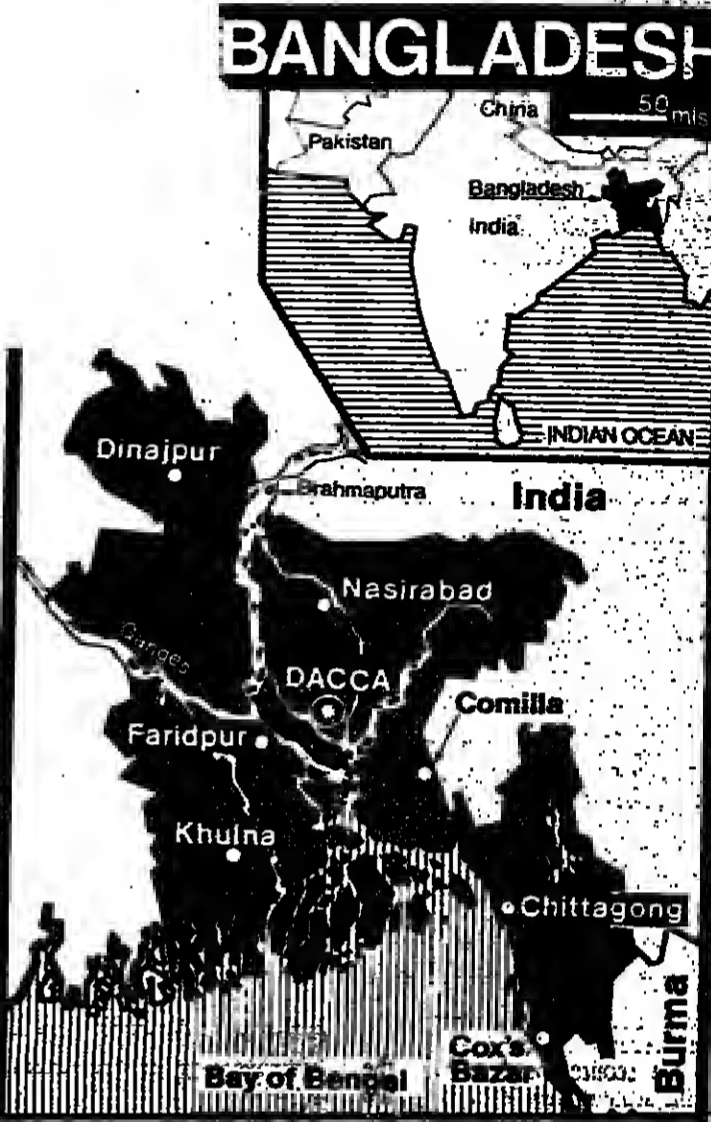 BANGLADESH
50 mls
China
Pakistan
Bangladesh
India
INDIAN OCEAN
Dinajpur
Brahmaputra
India
Nasirabad
Ganges
DACCA
Comilla
Faridpur
Khulna
Chittagong
Burma
Cox's
Bazar
Bay of Bengal